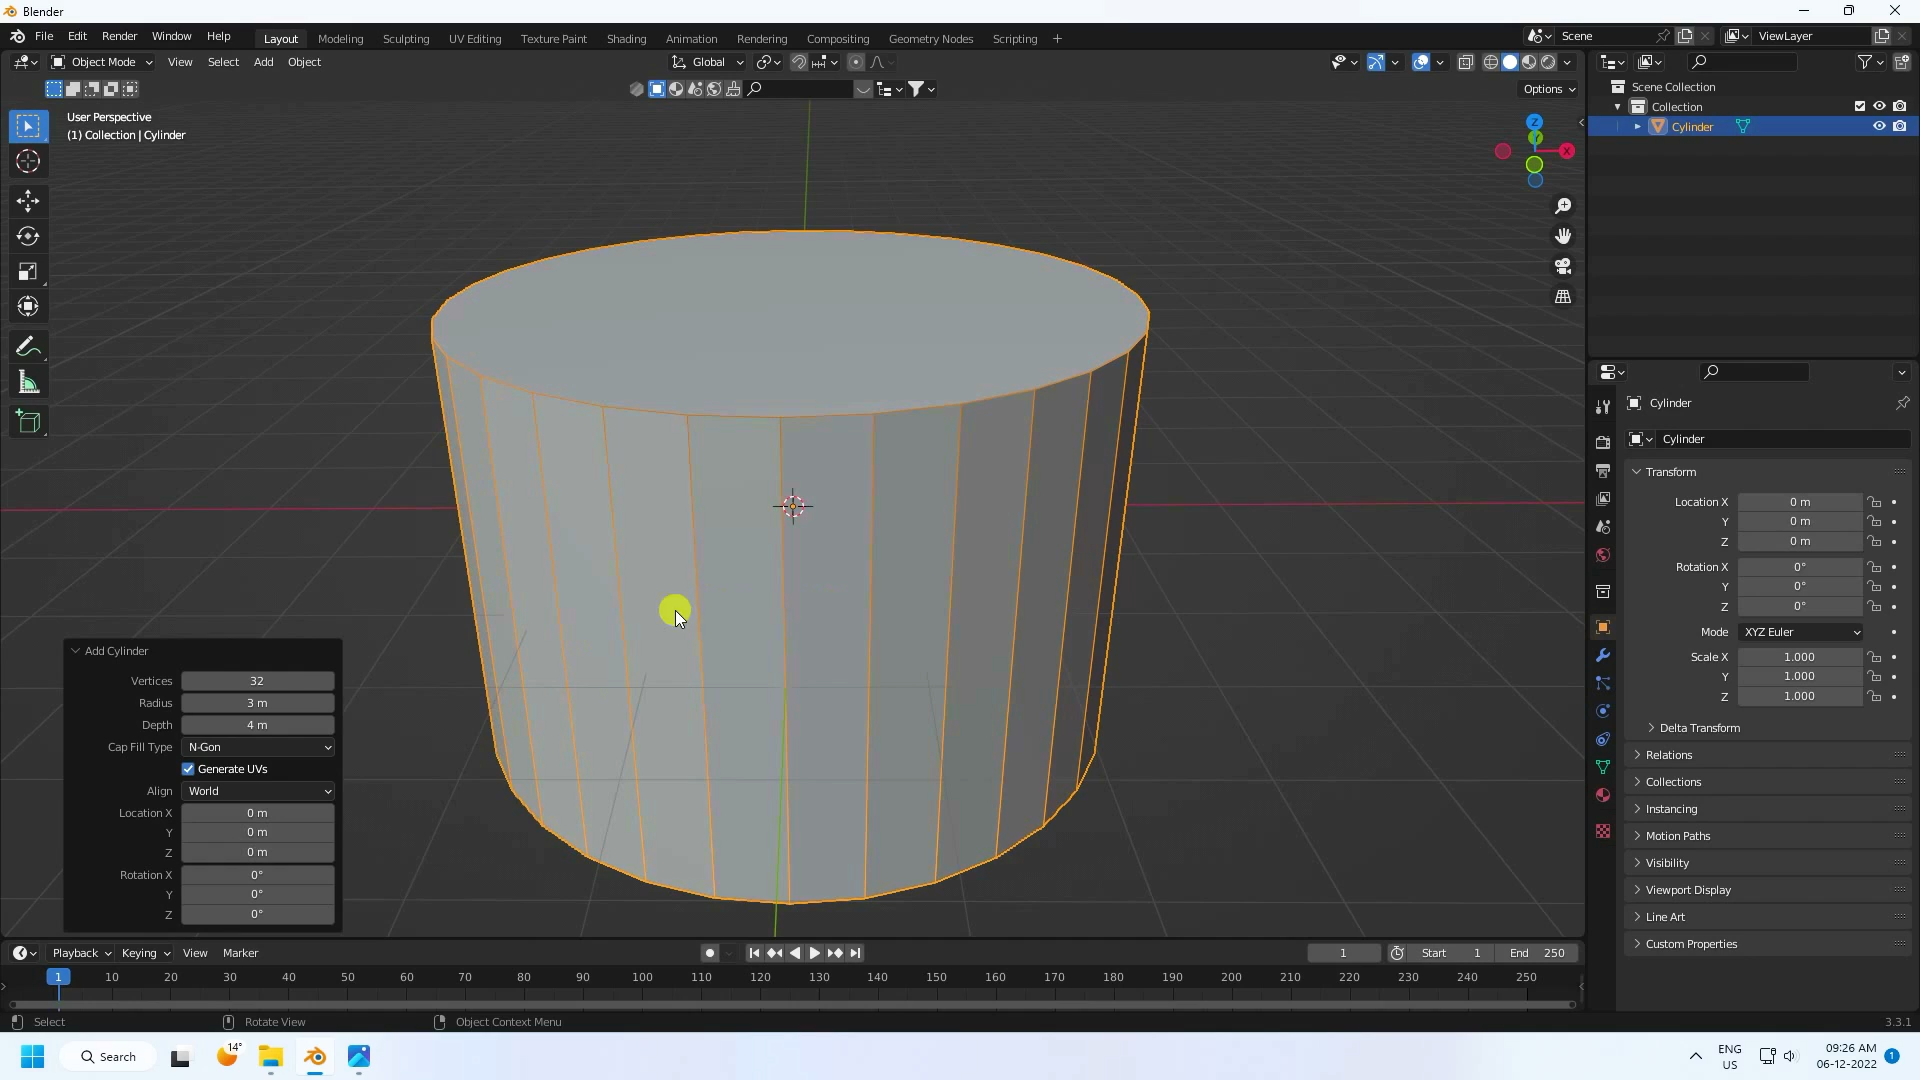 Blender
File Edit Render Window Help Layout Modeling Sculpting UV Editing Texture Paint Shading Animation Rendering Compositing Geometry Nodes Scripting + Scene ViewLayer
Object Mode View Select Add Object Global
Options
User Perspective
(1) Collection | Cylinder
Z
Y
X
Scene Collection
Collection
Cylinder
Cylinder
Cylinder
Transform
Location X 0 m
Y 0 m
Z 0 m
Rotation X 0°
Y 0°
Z 0°
Mode XYZ Euler
Scale X 1.000
Y 1.000
Z 1.000
Delta Transform
Relations
Collections
Instancing
Motion Paths
Visibility
Viewport Display
Line Art
Custom Properties
Add Cylinder
Vertices 32
Radius 3 m
Depth 4 m
Cap Fill Type N-Gon
Generate UVs
Align World
Location X 0 m
Y 0 m
Z 0 m
Rotation X 0°
Y 0°
Z 0°
Playback Keying View Marker 1 Start 1 End 250
1 10 20 30 40 50 60 70 80 90 100 110 120 130 140 150 160 170 180 190 200 210 220 230 240 250
Select Rotate View Object Context Menu 3.3.1
Search 14° ENG US 09:26 AM 06-12-2022 1